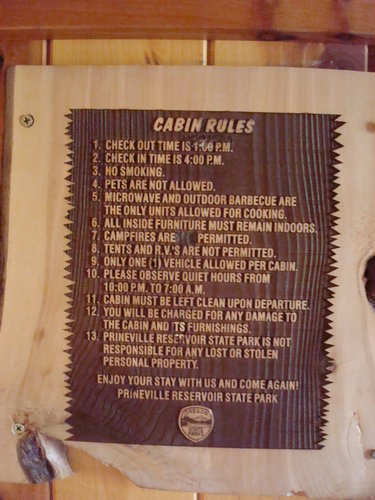 CABIN RULES
1. CHECK OUT TIME IS 1:00 P.M.
2. CHECK IN TIME IS 4:00 P.M.
3. NO SMOKING.
4. PETS ARE NOT ALLOWED.
5. MICROWAVE AND OUTDOOR BARBECUE ARE
THE ONLY UNITS ALLOWED FOR COOKING.
6. ALL INSIDE FURNITURE MUST REMAIN INDOORS.
7. CAMPFIRES ARE PERMITTED.
8. TENTS AND R.V.'S ARE NOT PERMITTED.
9. ONLY ONE (1) VEHICLE ALLOWED PER CABIN.
10. PLEASE OBSERVE QUIET HOURS FROM
10:00 P.M. TO 7:00 A.M.
11. CABIN MUST BE LEFT CLEAN UPON DEPARTURE.
12. YOU WILL BE CHARGED FOR ANY DAMAGE TO
THE CABIN AND ITS FURNISHINGS.
13. PRINEVILLE RESERVOIR STATE PARK IS NOT
RESPONSIBLE FOR ANY LOST OR STOLEN
PERSONAL PROPERTY.
ENJOY YOUR STAY WITH US AND COME AGAIN!
PRINEVILLE RESERVOIR STATE PARK